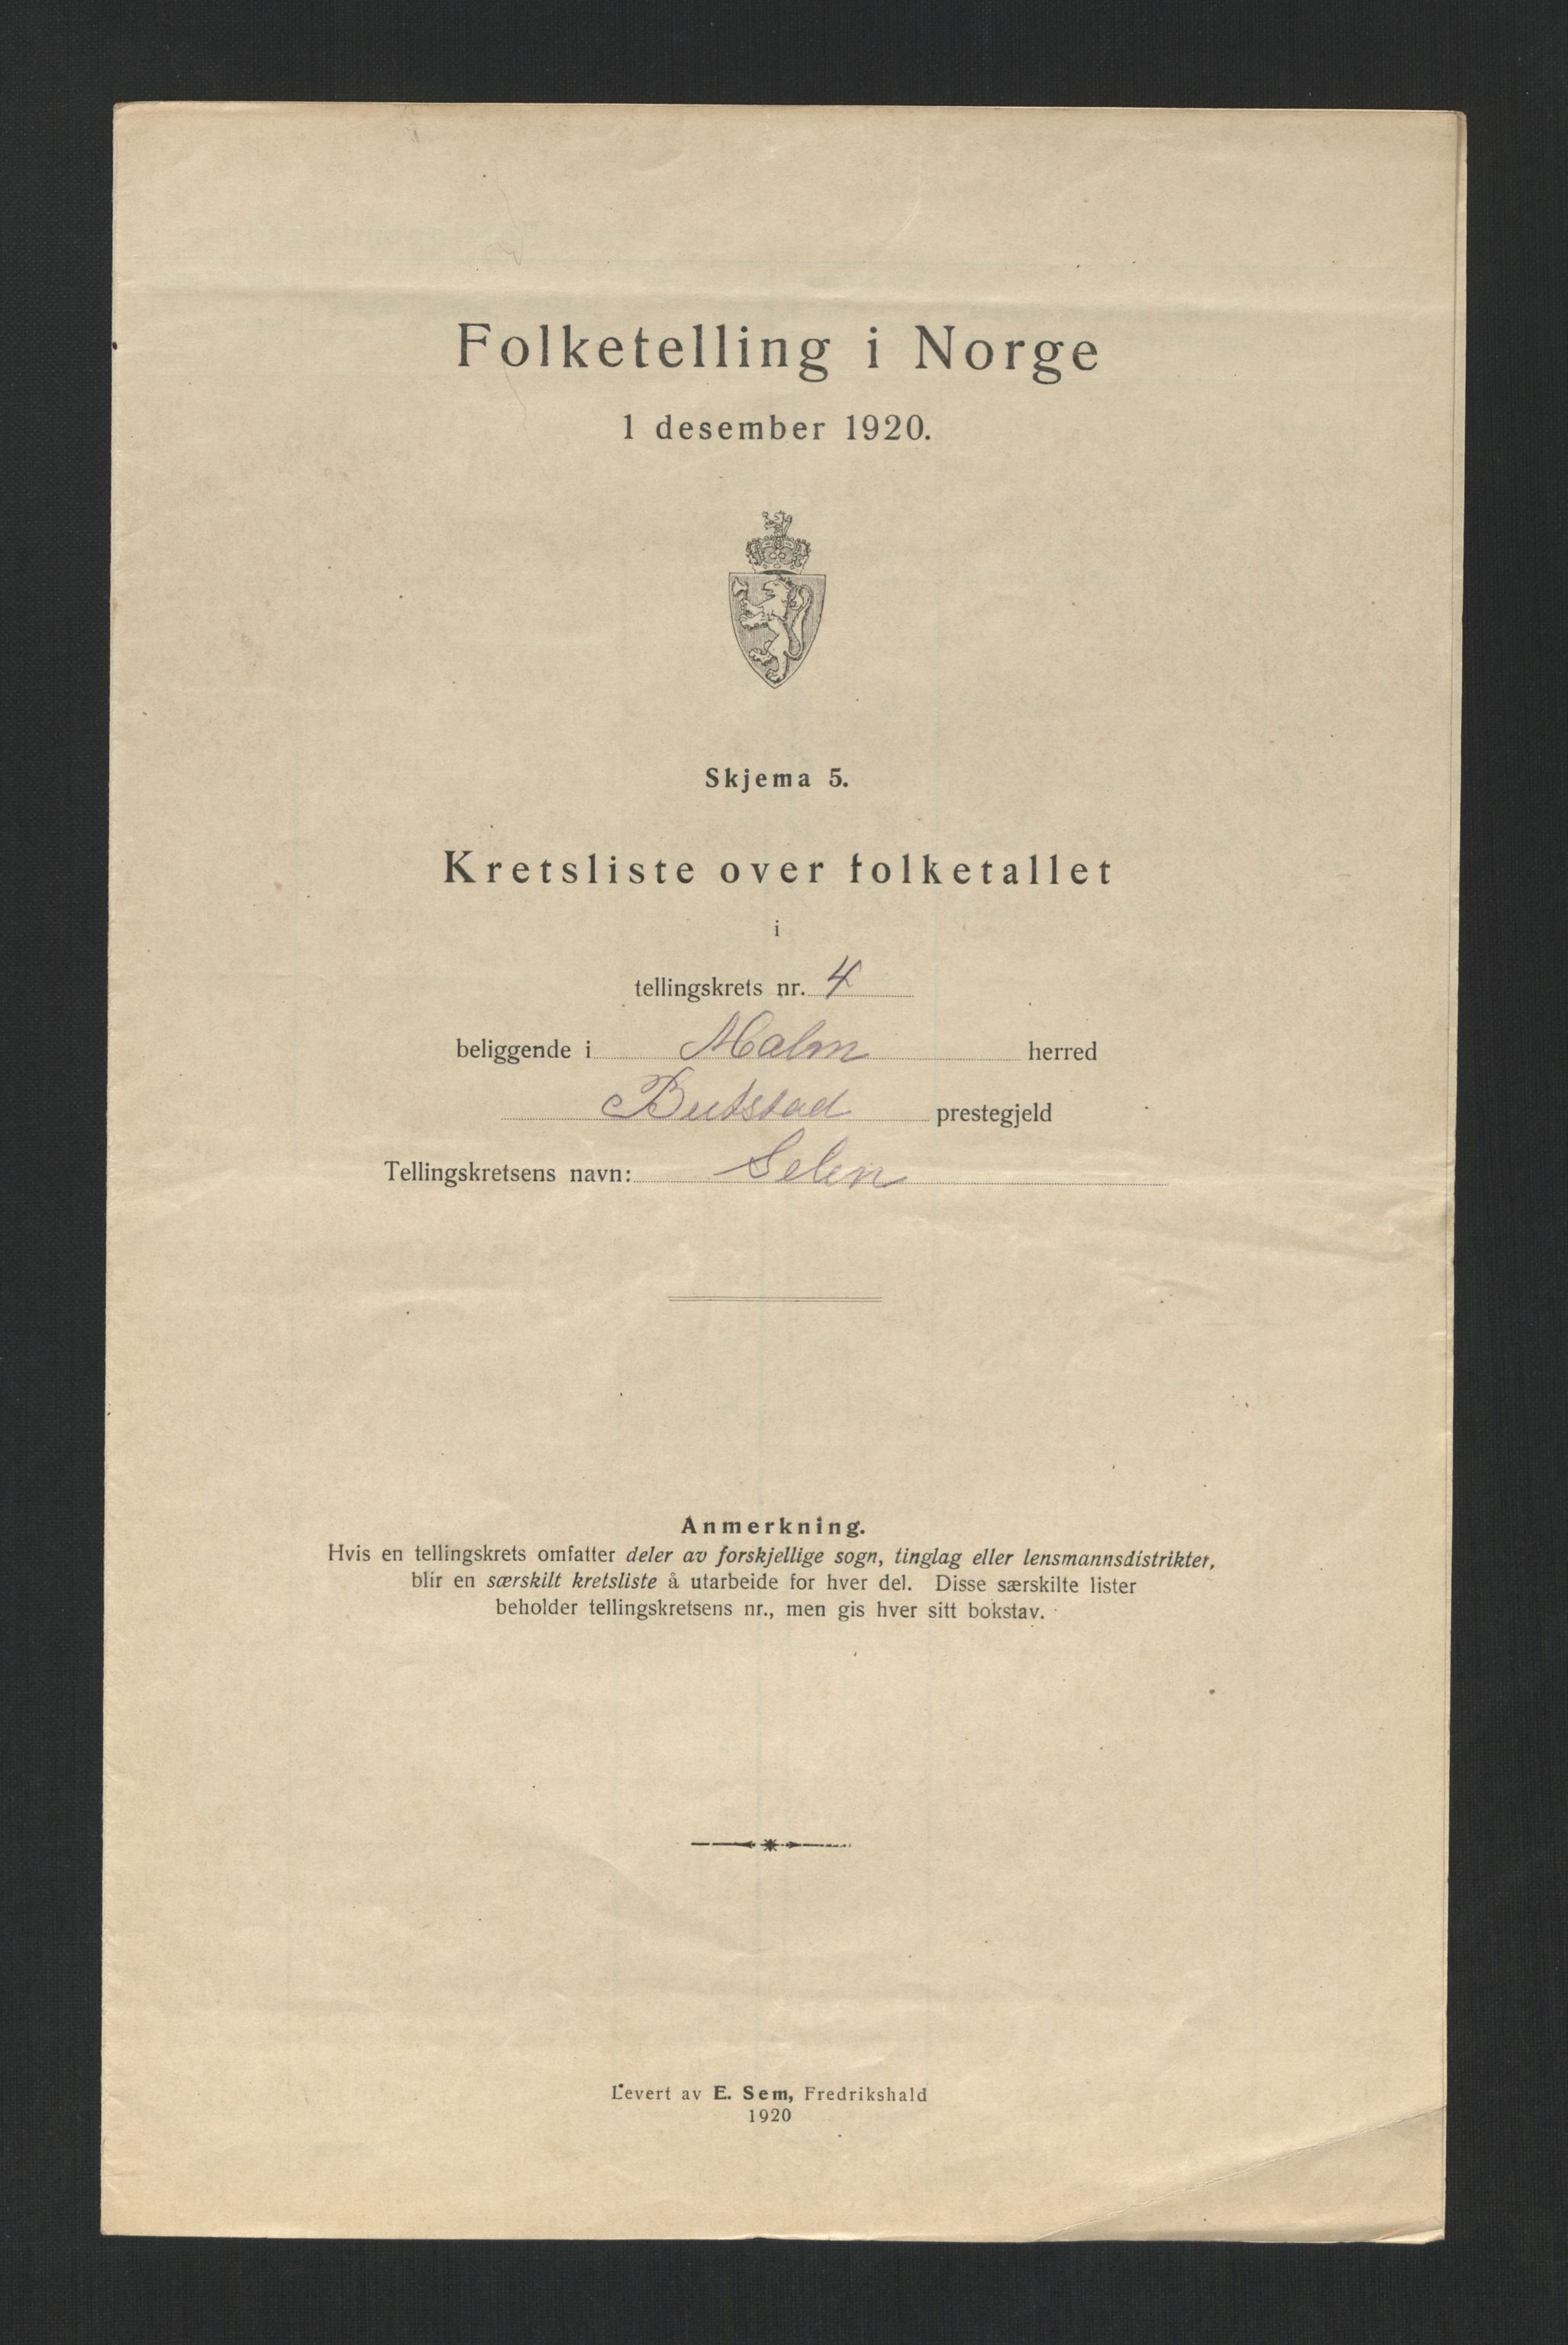 Folketelling i Norge
1 desember 1920.
Skjema 5.
Kretsliste over folketallet
i
tellingskrets nr. 4
beliggende i Malm herred
Beitstad prestegjeld
Tellingskretsens navn: Selen
Anmerkning.
Hvis en tellingskrets omfatter deler av forskjellige sogn, tinglag eller lensmannsdistrikter,
blir en særskilt kretsliste å utarbeide for hver del. Disse særskilte lister
beholder tellingskretsens nr., men gis hver sitt bokstav.
Levert av E. Sem, Fredrikshald
1920